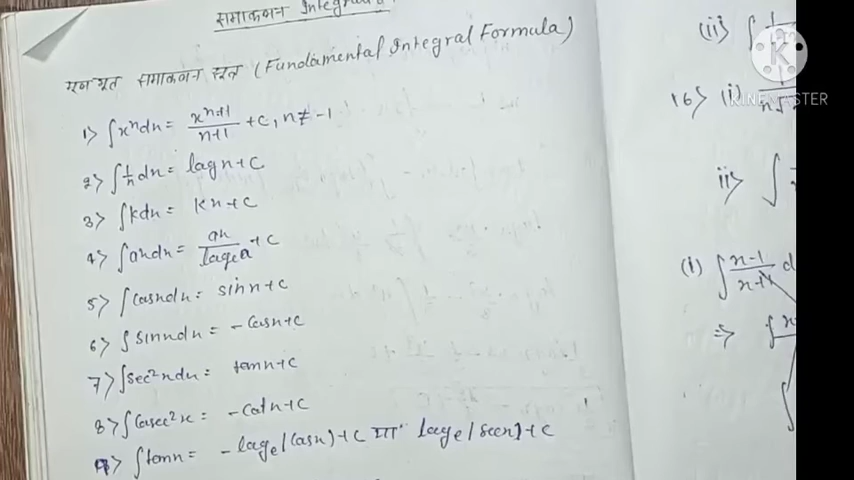 समाकलन Integra
मूलभूत समाकलन सूत्र (Fundamental Integral Formula)
1> ∫xⁿdx = xⁿ⁺¹/n+1 + c, n ≠ -1
2> ∫1/x dx = log x + c
3> ∫kdx = kx + c
4> ∫aˣdx = aˣ/logₑa + c
5> ∫cosxdx = sinx + c
6> ∫sinxdx = -cosx + c
7> ∫sec²xdx = tanx + c
8> ∫cosec²x = -cotx + c
9> ∫tanx = -logₑ|cosx) + c या logₑ|secx) + c
(ii) ∫
16> (i)
ii> ∫
(i) ∫x-1/x+1 d
⇒ ∫
KINEMASTER